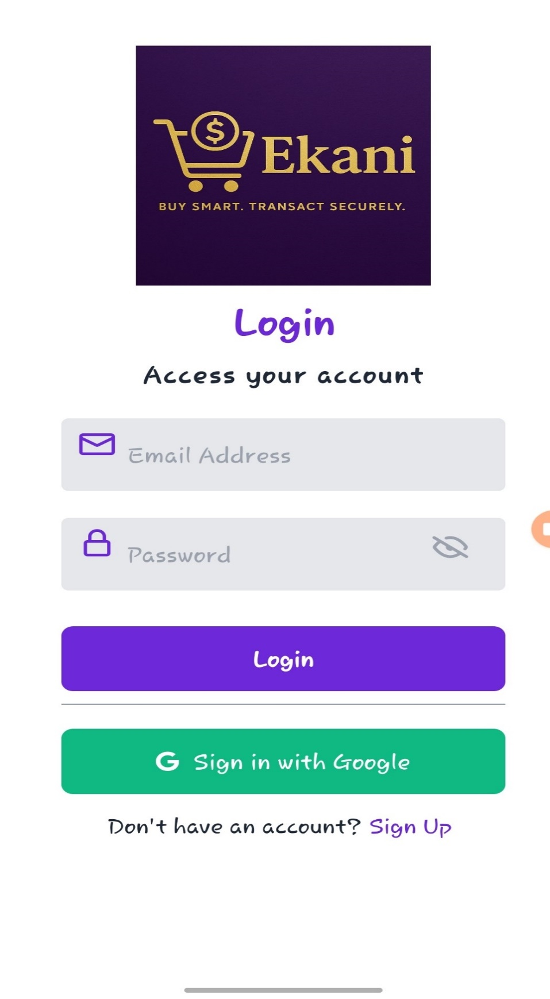 $
Ekani
BUY SMART. TRANSACT SECURELY.
Login
Access your account
Email Address
Password
Login
G Sign in with Google
Don't have an account? Sign Up